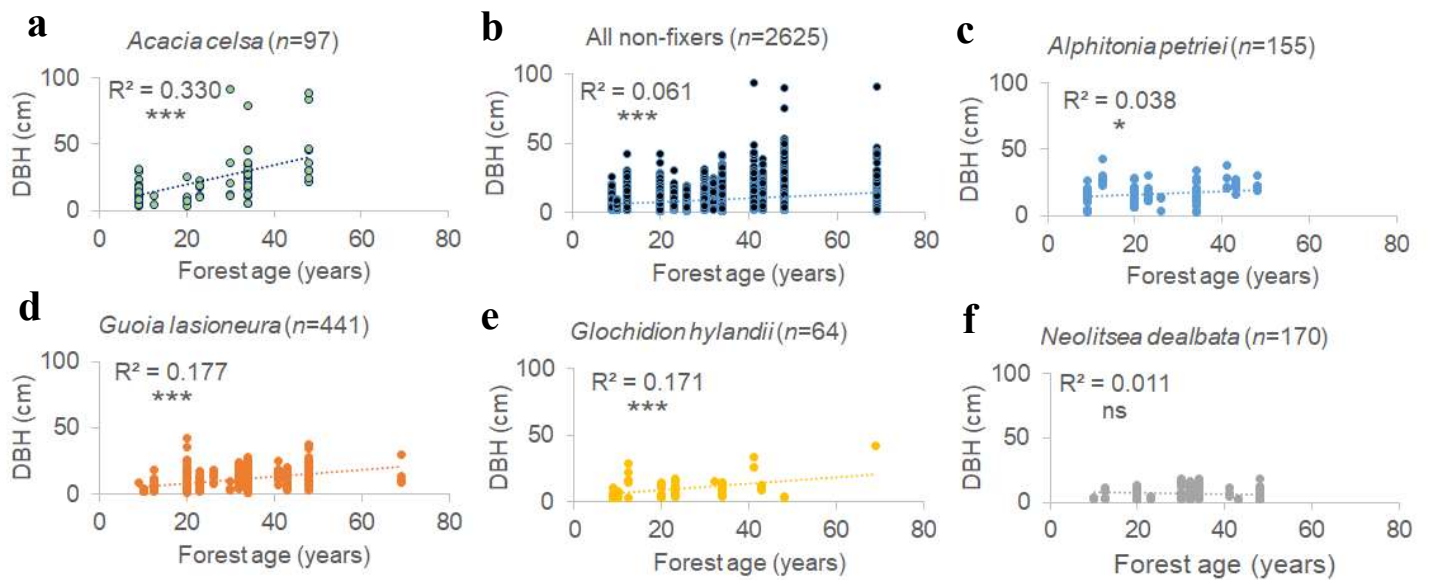 a
Acacia celsa (n=97)
R² = 0.330
***
100
50
0
0 20 40 60 80
DBH (cm)
Forest age (years)
b
All non-fixers (n=2625)
R² = 0.061
***
100
50
0
0 20 40 60 80
DBH (cm)
Forest age (years)
c
Alphitonia petriei (n=155)
R² = 0.038
*
100
50
0
0 20 40 60 80
DBH (cm)
Forest age (years)
d
Guoia lasioneura (n=441)
R² = 0.177
***
100
50
0
0 20 40 60 80
DBH (cm)
Forest age (years)
e
Glochidion hylandii (n=64)
R² = 0.171
***
100
50
0
0 20 40 60 80
DBH (cm)
Forest age (years)
f
Neolitsea dealbata (n=170)
R² = 0.011
ns
100
50
0
0 20 40 60 80
DBH (cm)
Forest age (years)